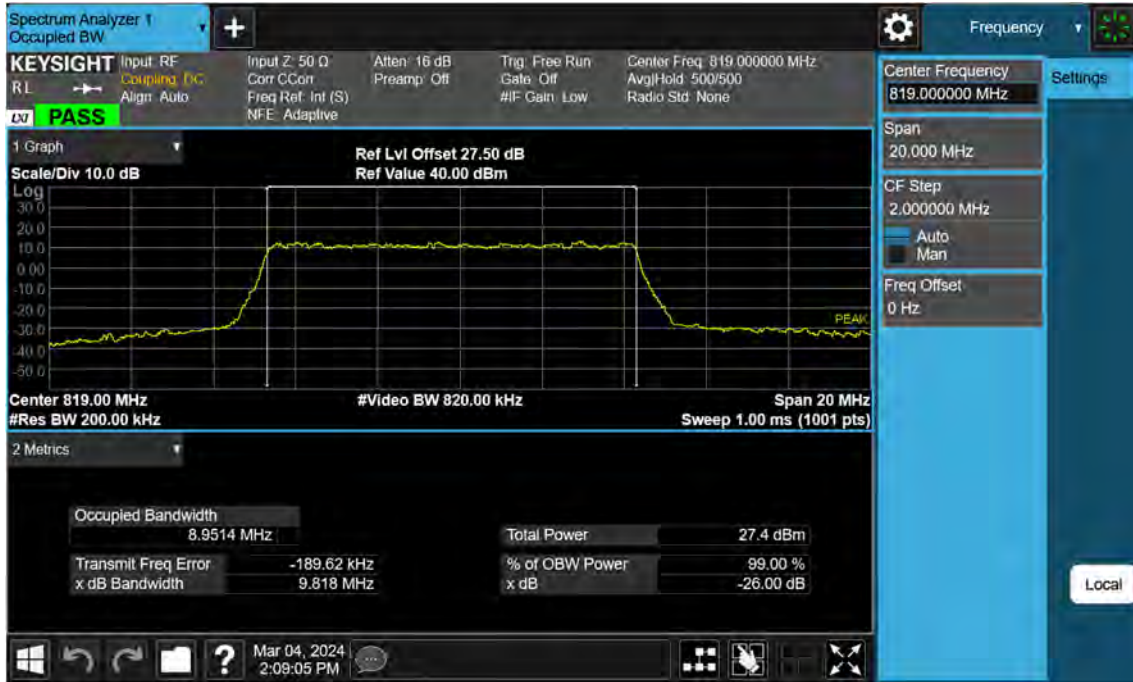 Spectrum Analyzer 1
Occupied BW
+
Frequency
KEYSIGHT
RL
LXI
PASS
Input: RF
Coupling: DC
Align: Auto
Input Z: 50 Ω
Corr CCorr
Freq Ref: Int (S)
NFE: Adaptive
Atten: 16 dB
Preamp: Off
Trig: Free Run
Gate: Off
#IF Gain: Low
Center Freq: 819.000000 MHz
Avg|Hold: 500/500
Radio Std: None
Center Frequency
819.000000 MHz
Settings
Span
20.000 MHz
CF Step
2.000000 MHz
Auto
Man
Freq Offset
0 Hz
1 Graph
Scale/Div 10.0 dB
Ref Lvl Offset 27.50 dB
Ref Value 40.00 dBm
Log
30.0
20.0
10.0
0.00
-10.0
-20.0
-30.0
-40.0
-50.0
PEAK
Center 819.00 MHz
#Video BW 820.00 kHz
Span 20 MHz
#Res BW 200.00 kHz
Sweep 1.00 ms (1001 pts)
2 Metrics
Occupied Bandwidth
8.9514 MHz
Total Power 27.4 dBm
Transmit Freq Error -189.62 kHz
% of OBW Power 99.00 %
x dB Bandwidth 9.818 MHz
x dB -26.00 dB
Local
?
Mar 04, 2024
2:09:05 PM